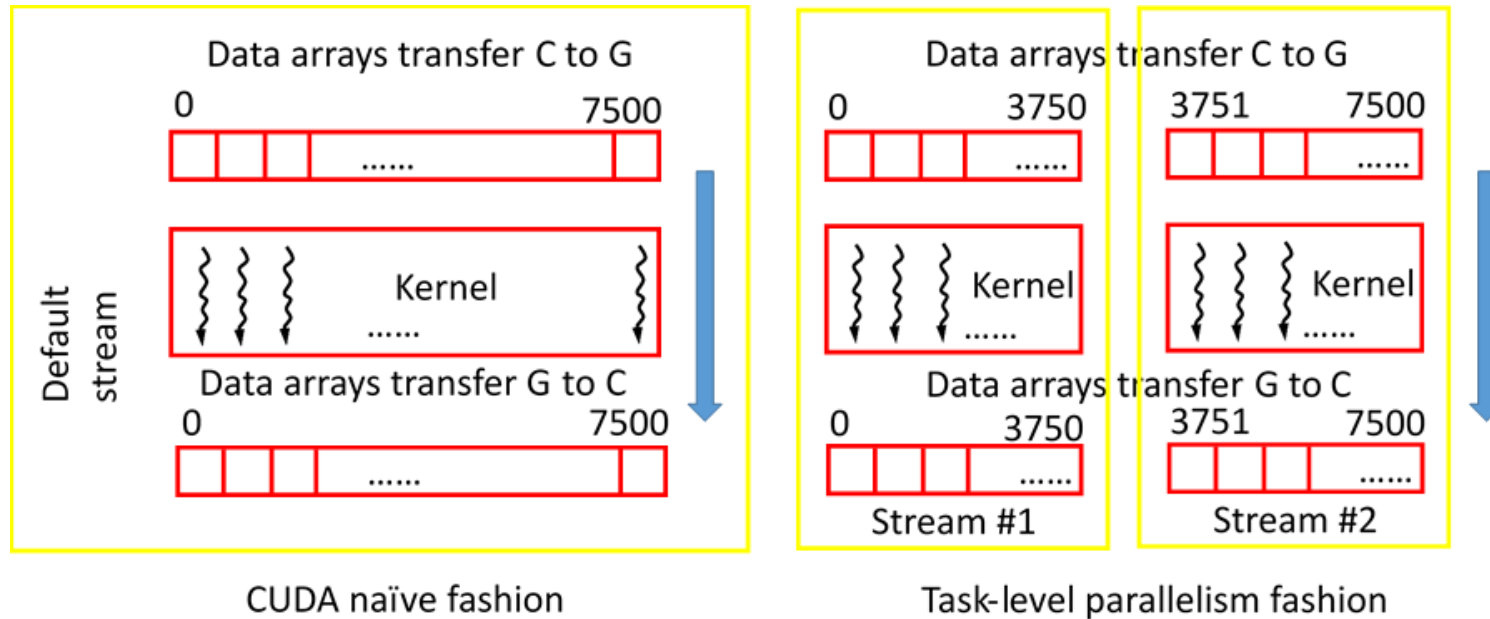 Data arrays transfer C to G
0 7500
......
Default
stream
Kernel
......
Data arrays transfer G to C
0 7500
......
CUDA naïve fashion
Data arrays transfer C to G
0 3750 3751 7500
...... ......
Kernel Kernel
...... ......
Data arrays transfer G to C
0 3750 3751 7500
...... ......
Stream #1 Stream #2
Task-level parallelism fashion